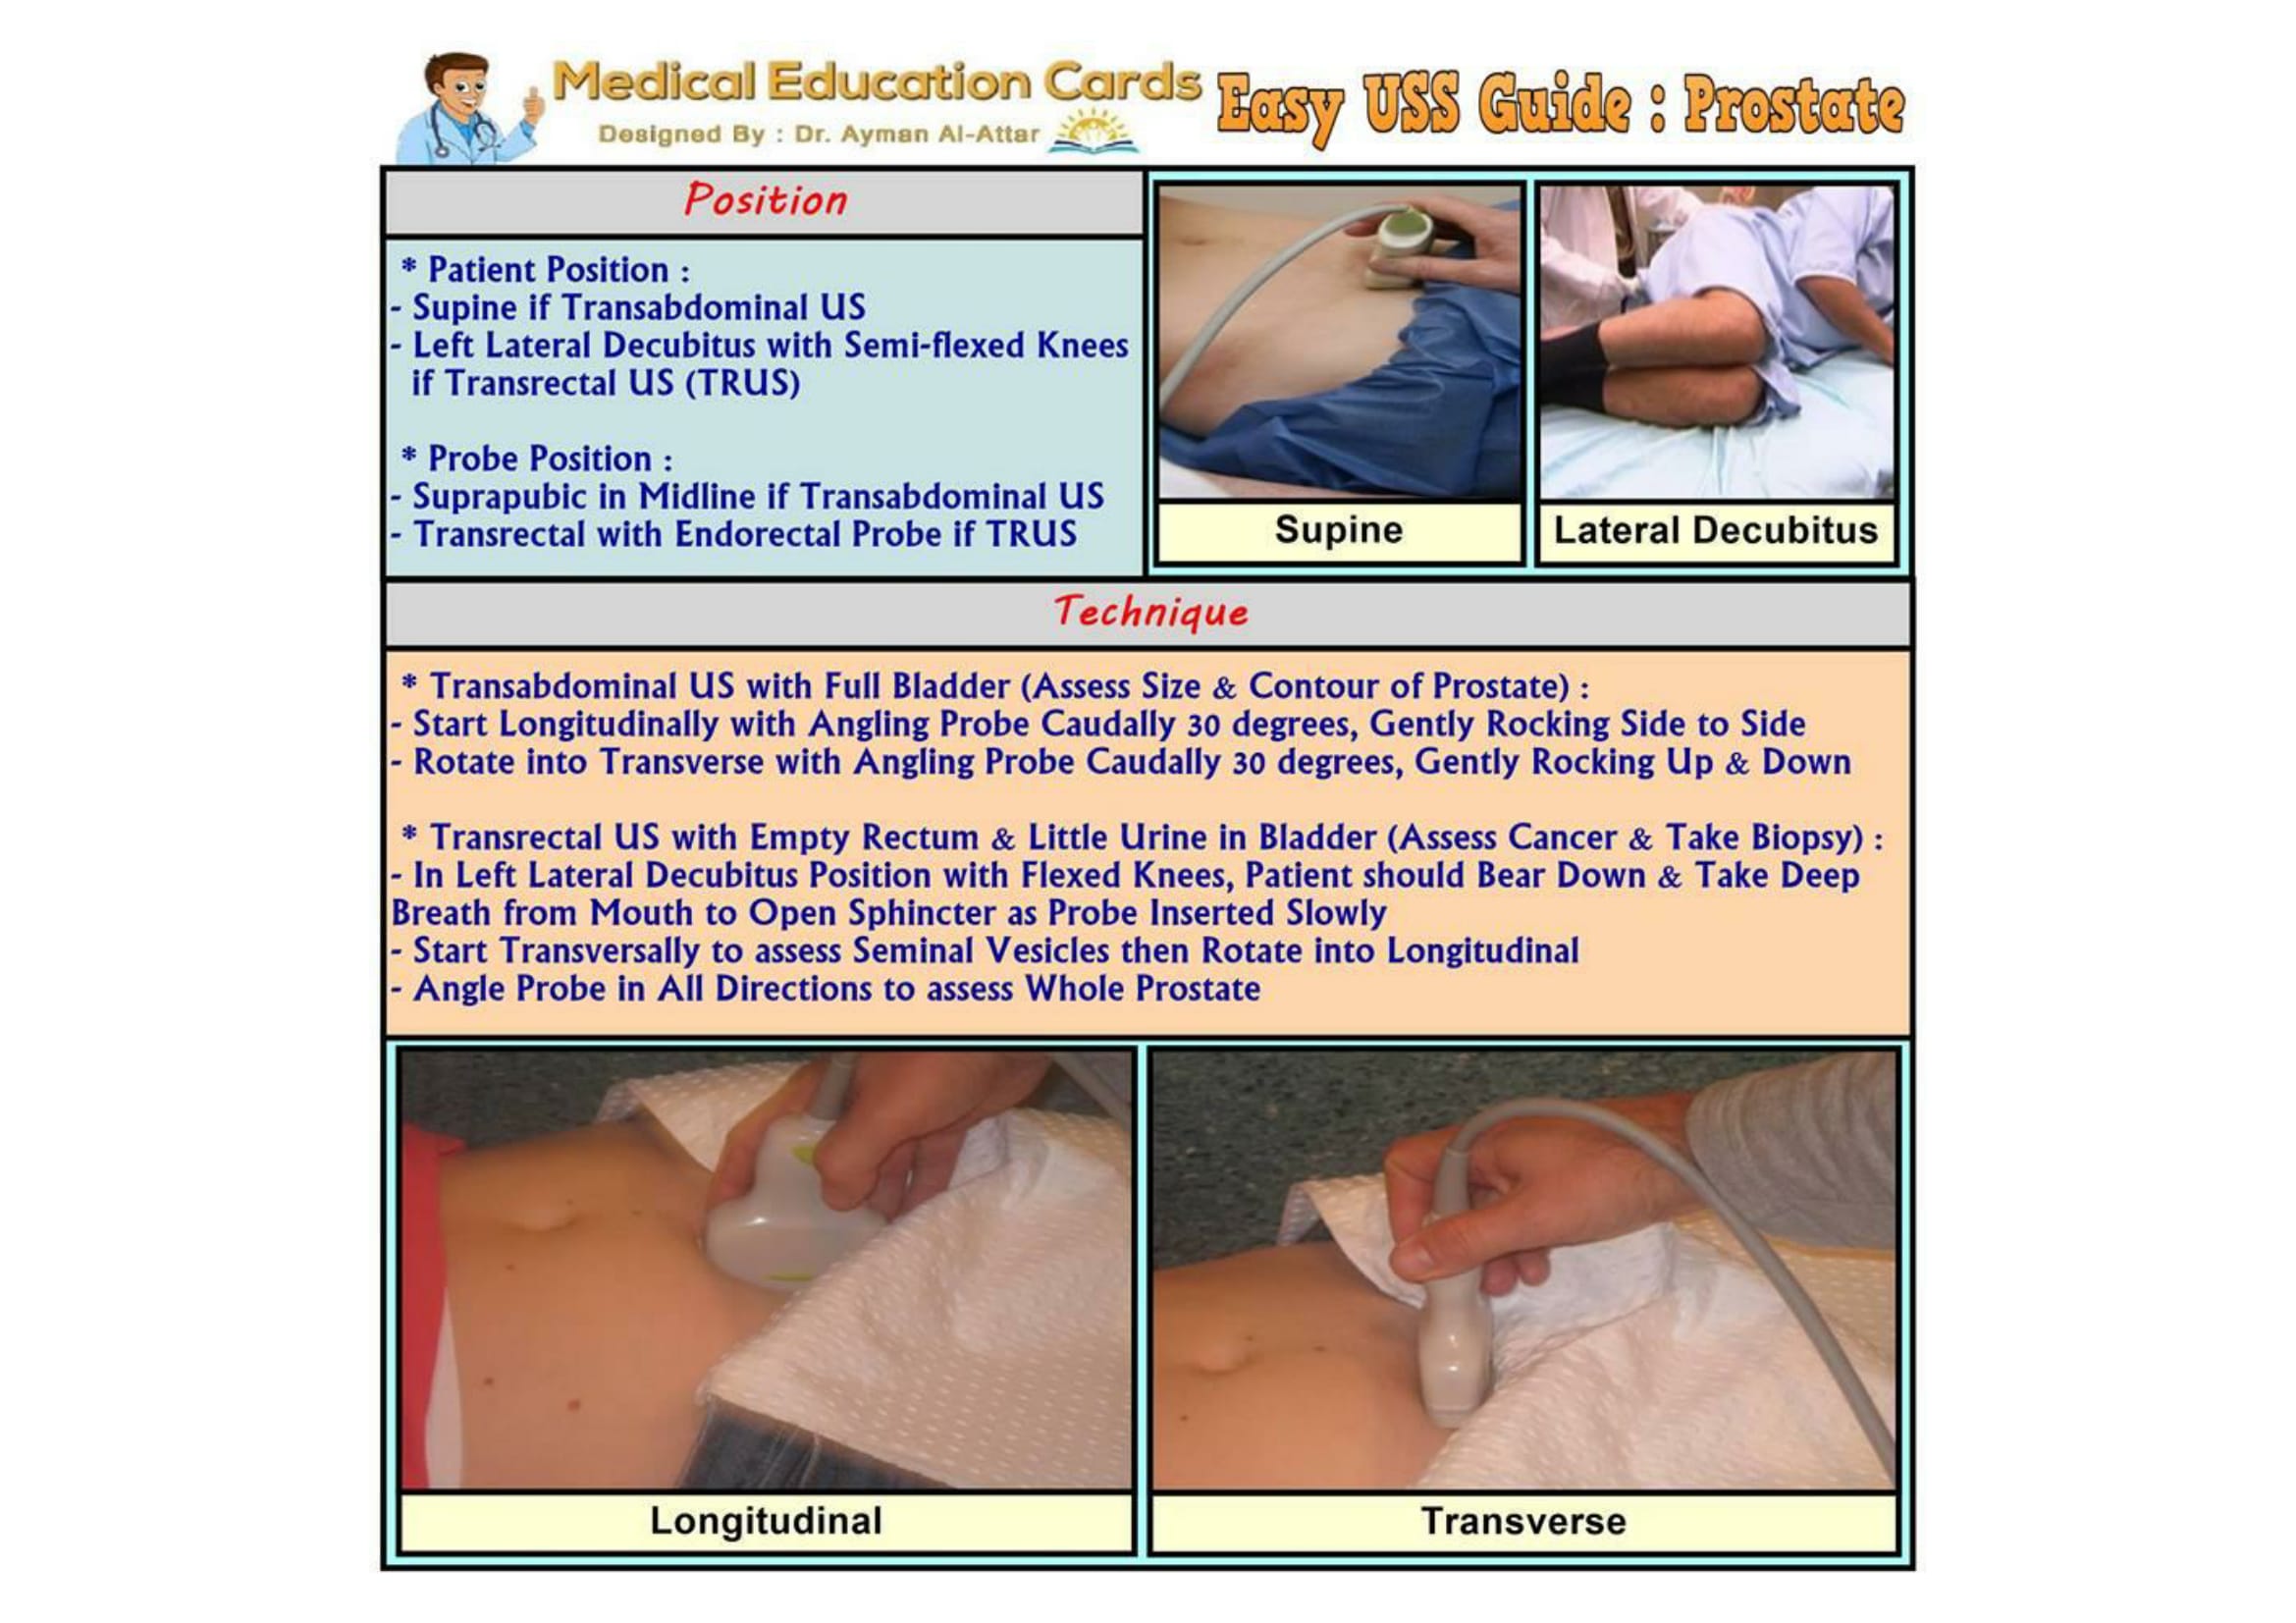 Medical Education Cards
Designed By : Dr. Ayman Al-Attar
Easy USS Guide : Prostate
Position
* Patient Position :
- Supine if Transabdominal US
- Left Lateral Decubitus with Semi-flexed Knees
if Transrectal US (TRUS)
* Probe Position :
- Suprapubic in Midline if Transabdominal US
- Transrectal with Endorectal Probe if TRUS
Supine
Lateral Decubitus
Technique
* Transabdominal US with Full Bladder (Assess Size & Contour of Prostate) :
- Start Longitudinally with Angling Probe Caudally 30 degrees, Gently Rocking Side to Side
- Rotate into Transverse with Angling Probe Caudally 30 degrees, Gently Rocking Up & Down
* Transrectal US with Empty Rectum & Little Urine in Bladder (Assess Cancer & Take Biopsy) :
- In Left Lateral Decubitus Position with Flexed Knees, Patient should Bear Down & Take Deep
Breath from Mouth to Open Sphincter as Probe Inserted Slowly
- Start Transversally to assess Seminal Vesicles then Rotate into Longitudinal
- Angle Probe in All Directions to assess Whole Prostate
Longitudinal
Transverse